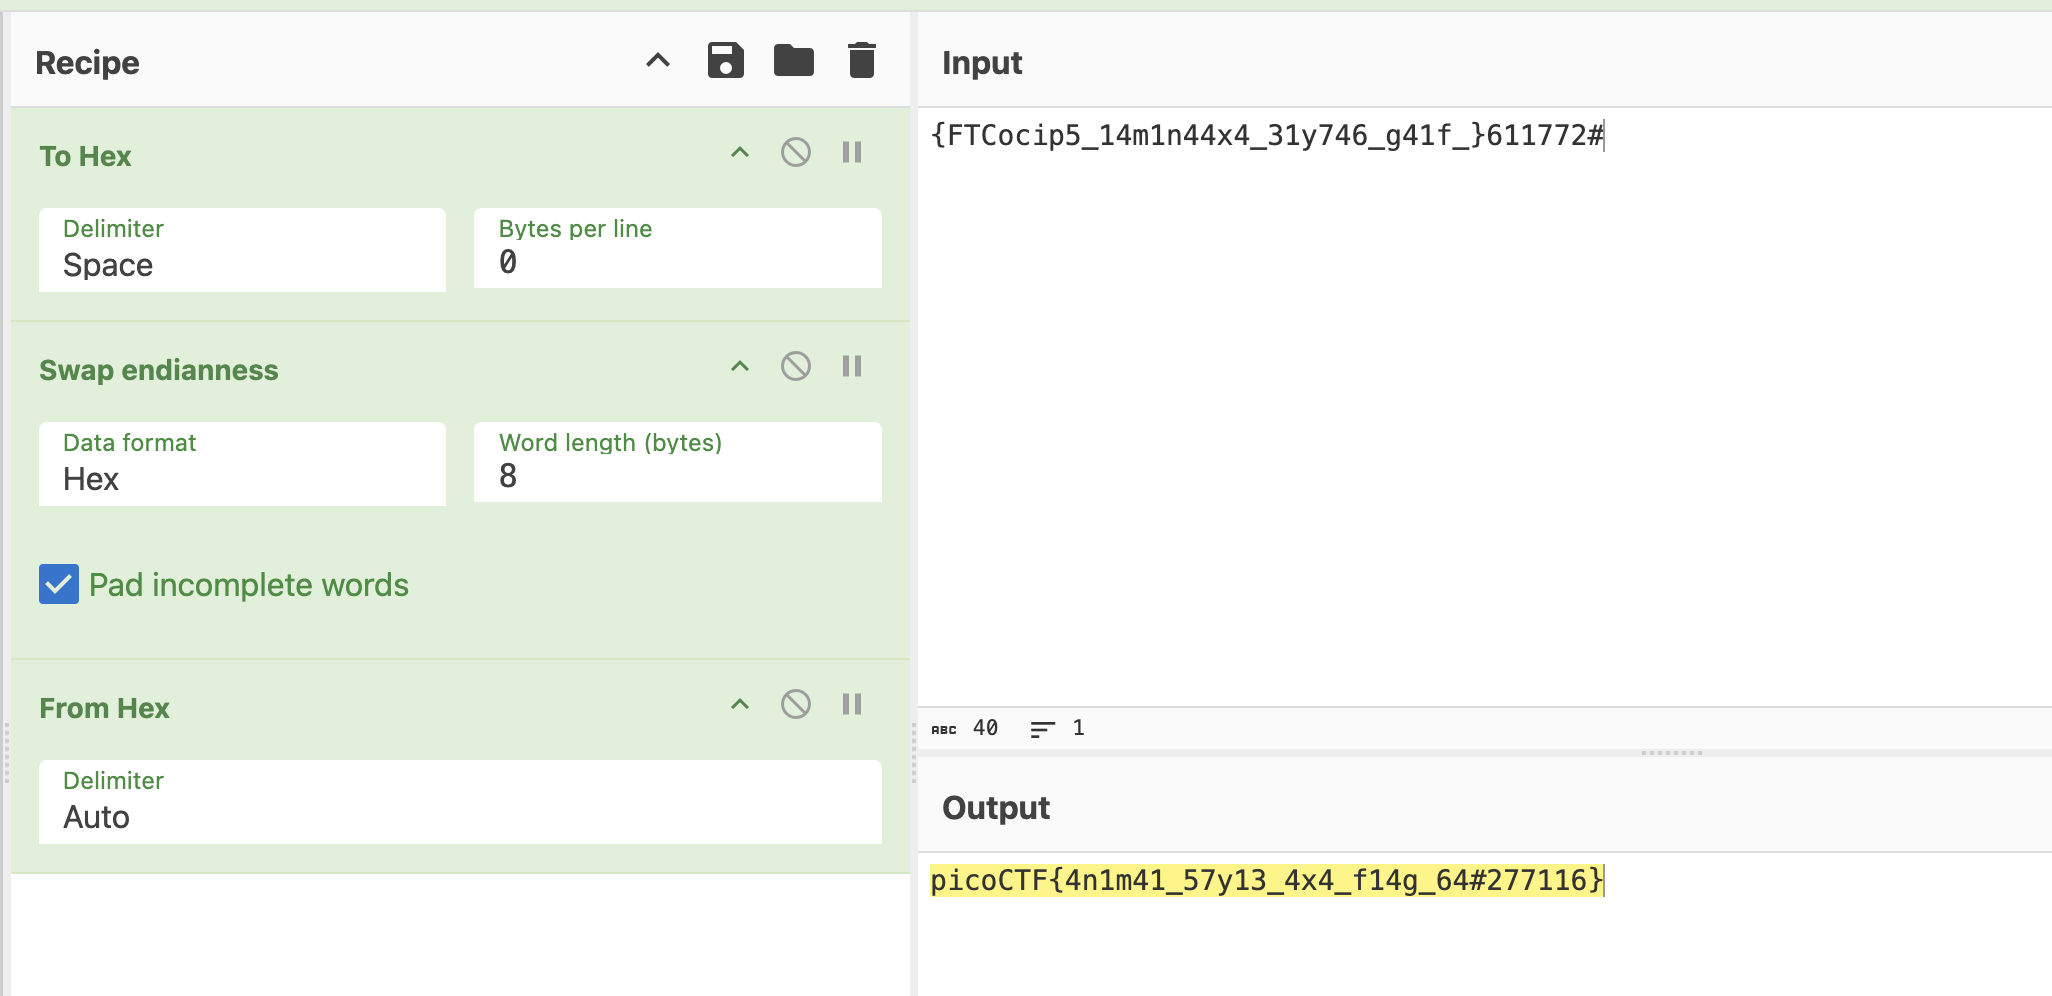 Recipe
To Hex
Delimiter
Space
Bytes per line
0
Swap endianness
Data format
Hex
Word length (bytes)
8
Pad incomplete words
From Hex
Delimiter
Auto
Input
{FTCocip5_14m1n44x4_31y746_g41f_}611772#
ABC 40 1
Output
picoCTF{4n1m41_57y13_4x4_f14g_64#277116}